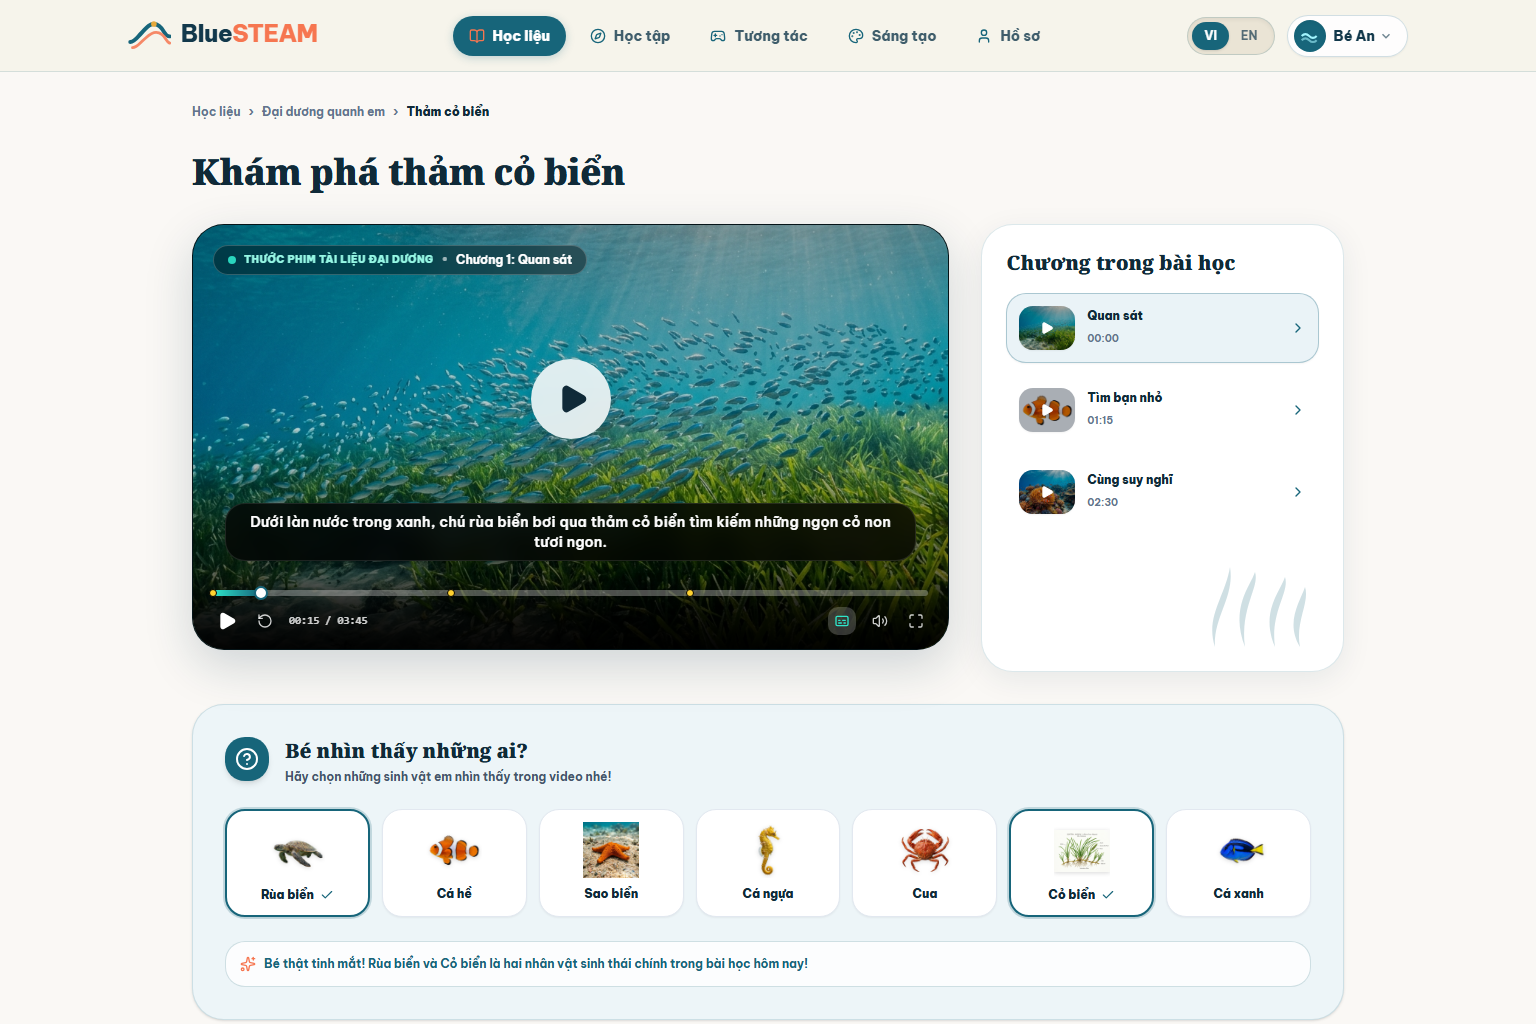 BlueSTEAM
Học liệu
Học tập
Tương tác
Sáng tạo
Hồ sơ
VI
EN
Bé An
Học liệu › Đại dương quanh em › Thảm cỏ biển
Khám phá thảm cỏ biển
THƯỚC PHIM TÀI LIỆU ĐẠI DƯƠNG • Chương 1: Quan sát
Dưới làn nước trong xanh, chú rùa biển bơi qua thảm cỏ biển tìm kiếm những ngọn cỏ non
tươi ngon.
00:15 / 03:45
Chương trong bài học
Quan sát
00:00
Tìm bạn nhỏ
01:15
Cùng suy nghĩ
02:30
Bé nhìn thấy những ai?
Hãy chọn những sinh vật em nhìn thấy trong video nhé!
Rùa biển
Cá hề
Sao biển
Cá ngựa
Cua
Cỏ biển
Cá xanh
Bé thật tinh mắt! Rùa biển và Cỏ biển là hai nhân vật sinh thái chính trong bài học hôm nay!